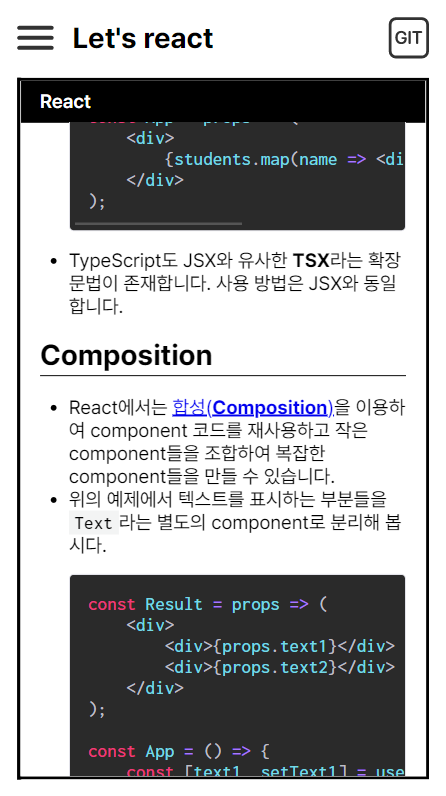 Let's react
GIT
React
<div>
{students.map(name => <di
</div>
);
TypeScript도 JSX와 유사한 TSX라는 확장
문법이 존재합니다. 사용 방법은 JSX와 동일
합니다.
Composition
React에서는 합성(Composition)을 이용하
여 component 코드를 재사용하고 작은
component들을 조합하여 복잡한
component들을 만들 수 있습니다.
위의 예제에서 텍스트를 표시하는 부분들을
Text라는 별도의 component로 분리해 봅
시다.
const Result = props => (
<div>
<div>{props.text1}</div>
<div>{props.text2}</div>
</div>
);
const App = () => {
const [text1, setText1] = use